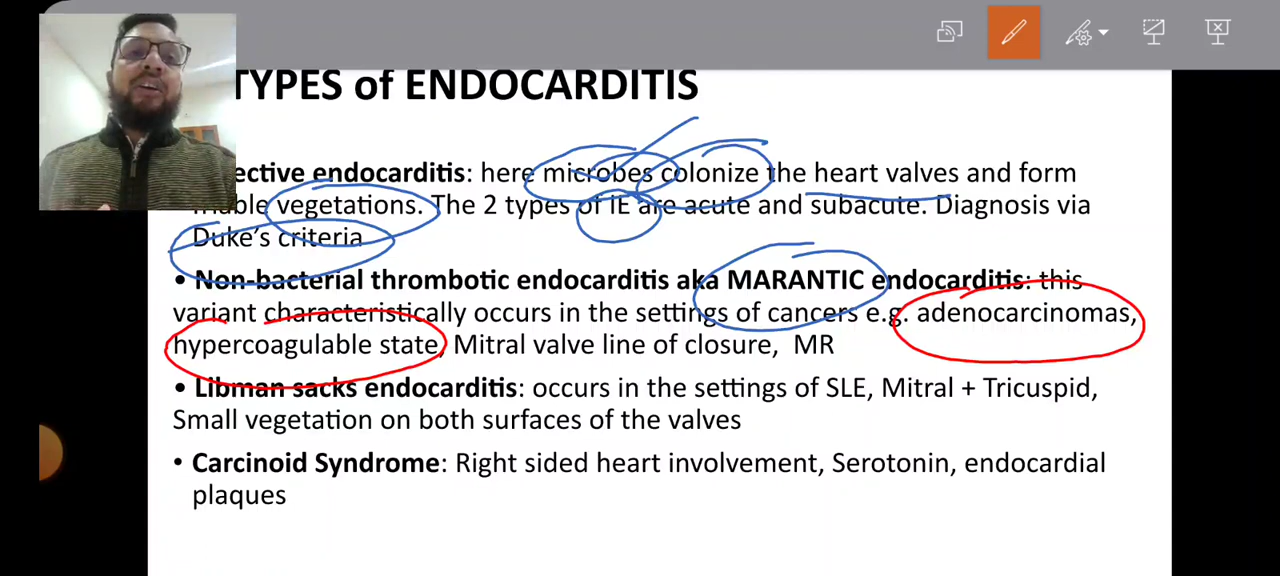 TYPES of ENDOCARDITIS
ective endocarditis: here microbes colonize the heart valves and form
vegetations. The 2 types of IE are acute and subacute. Diagnosis via
Duke's criteria
• Non-bacterial thrombotic endocarditis aka MARANTIC endocarditis: this
variant characteristically occurs in the settings of cancers e.g. adenocarcinomas,
hypercoagulable state, Mitral valve line of closure, MR
• Libman sacks endocarditis: occurs in the settings of SLE, Mitral + Tricuspid,
Small vegetation on both surfaces of the valves
• Carcinoid Syndrome: Right sided heart involvement, Serotonin, endocardial
plaques